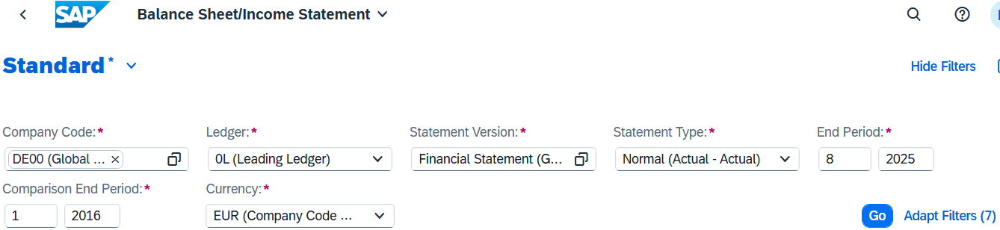 SAP Balance Sheet/Income Statement
Standard *
Hide Filters
Company Code:* Ledger:* Statement Version:* Statement Type:* End Period:*
DE00 (Global ... × 0L (Leading Ledger) Financial Statement (G... Normal (Actual - Actual) 8 2025
Comparison End Period:* Currency:*
1 2016 EUR (Company Code ... Go Adapt Filters (7)